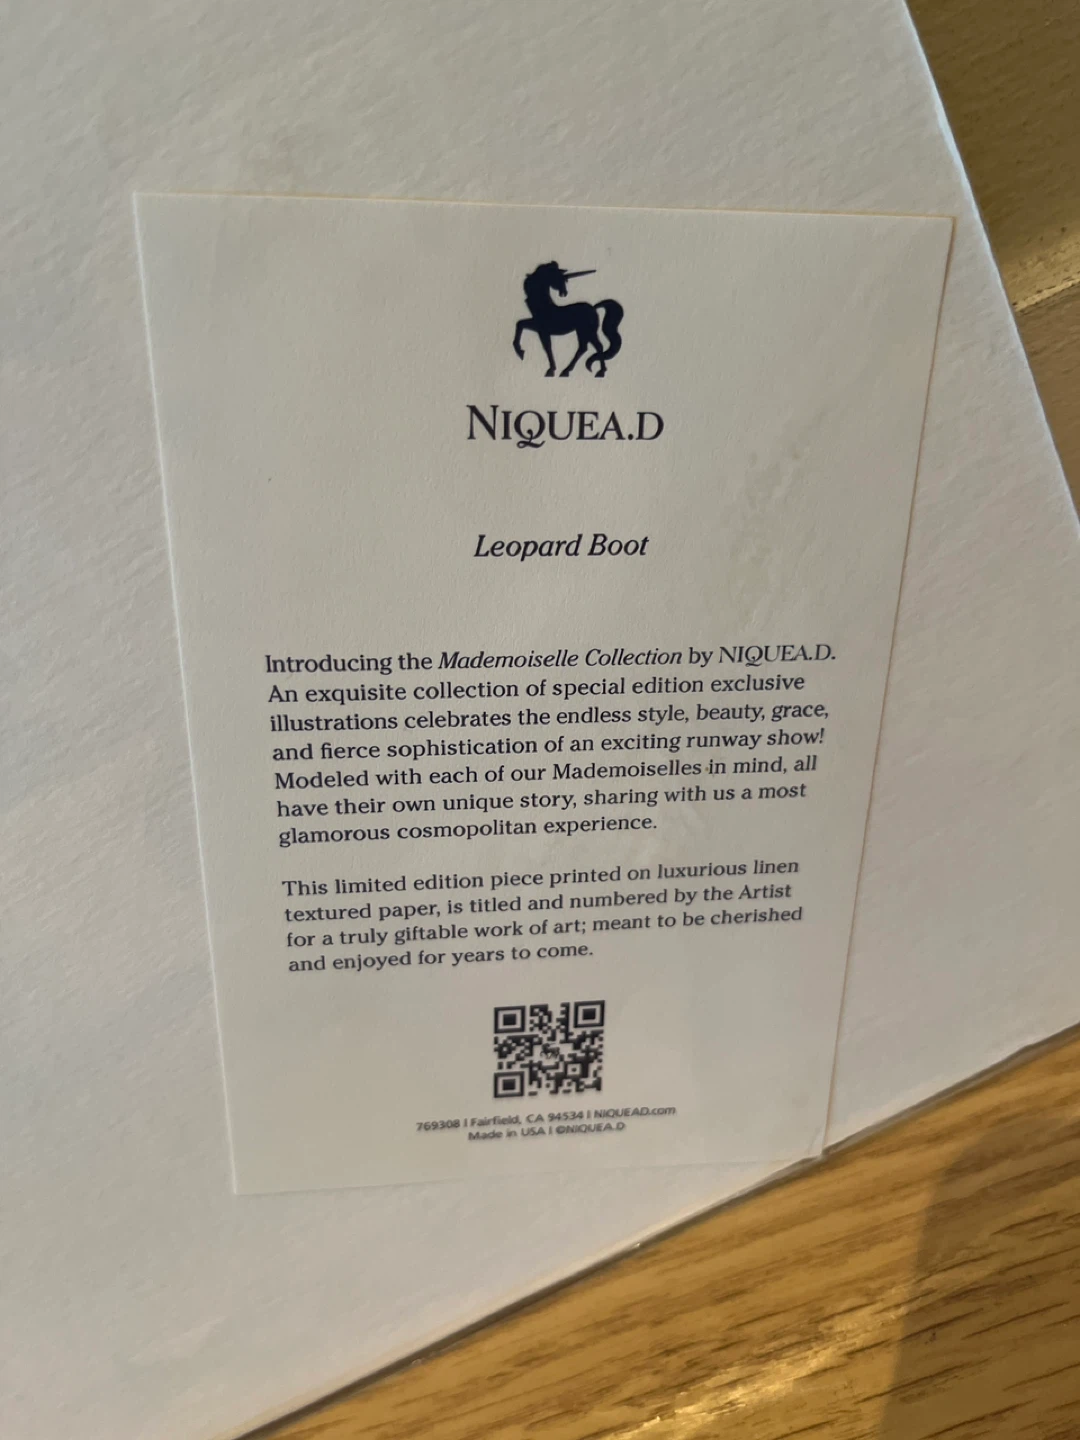 NIQUEA.D
Leopard Boot
Introducing the Mademoiselle Collection by NIQUEA.D.
An exquisite collection of special edition exclusive
illustrations celebrates the endless style, beauty, grace,
and fierce sophistication of an exciting runway show!
Modeled with each of our Mademoiselles in mind, all
have their own unique story, sharing with us a most
glamorous cosmopolitan experience.
This limited edition piece printed on luxurious linen
textured paper, is titled and numbered by the Artist
for a truly giftable work of art; meant to be cherished
and enjoyed for years to come.
769308 | Fairfield, CA 94534 | NIQUEAD.com
Made in USA | ©NIQUEA.D